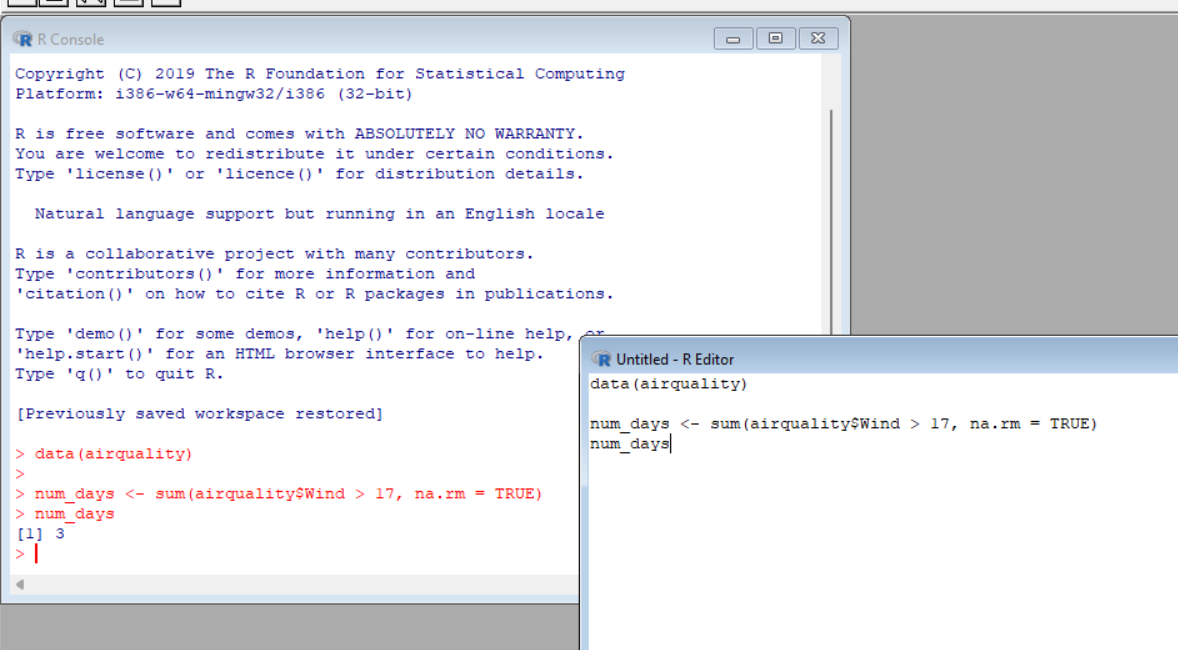 R Console
Copyright (C) 2019 The R Foundation for Statistical Computing
Platform: i386-w64-mingw32/i386 (32-bit)
R is free software and comes with ABSOLUTELY NO WARRANTY.
You are welcome to redistribute it under certain conditions.
Type 'license()' or 'licence()' for distribution details.
Natural language support but running in an English locale
R is a collaborative project with many contributors.
Type 'contributors()' for more information and
'citation()' on how to cite R or R packages in publications.
Type 'demo()' for some demos, 'help()' for on-line help, or
'help.start()' for an HTML browser interface to help.
Type 'q()' to quit R.
[Previously saved workspace restored]
> data(airquality)
>
> num_days <- sum(airquality$Wind > 17, na.rm = TRUE)
> num_days
[1] 3
>
Untitled - R Editor
data(airquality)
num_days <- sum(airquality$Wind > 17, na.rm = TRUE)
num_days